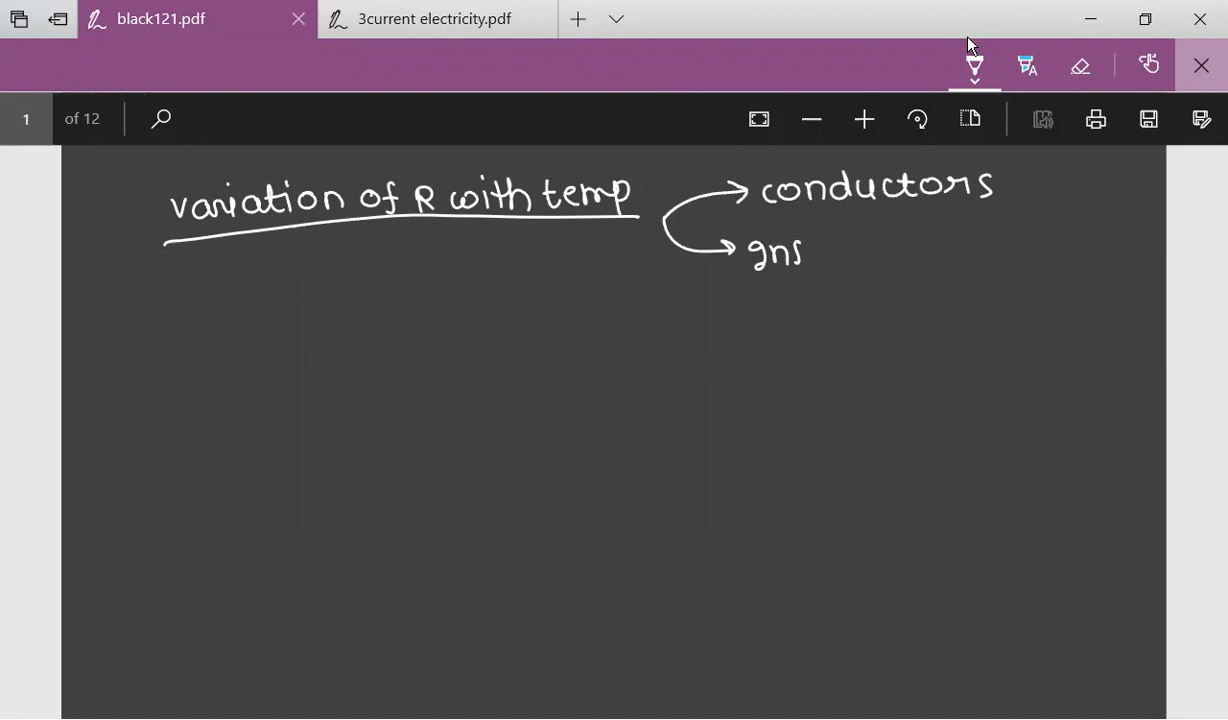 black121.pdf
3current electricity.pdf
1 of 12
variation of R with temp
conductors
gns